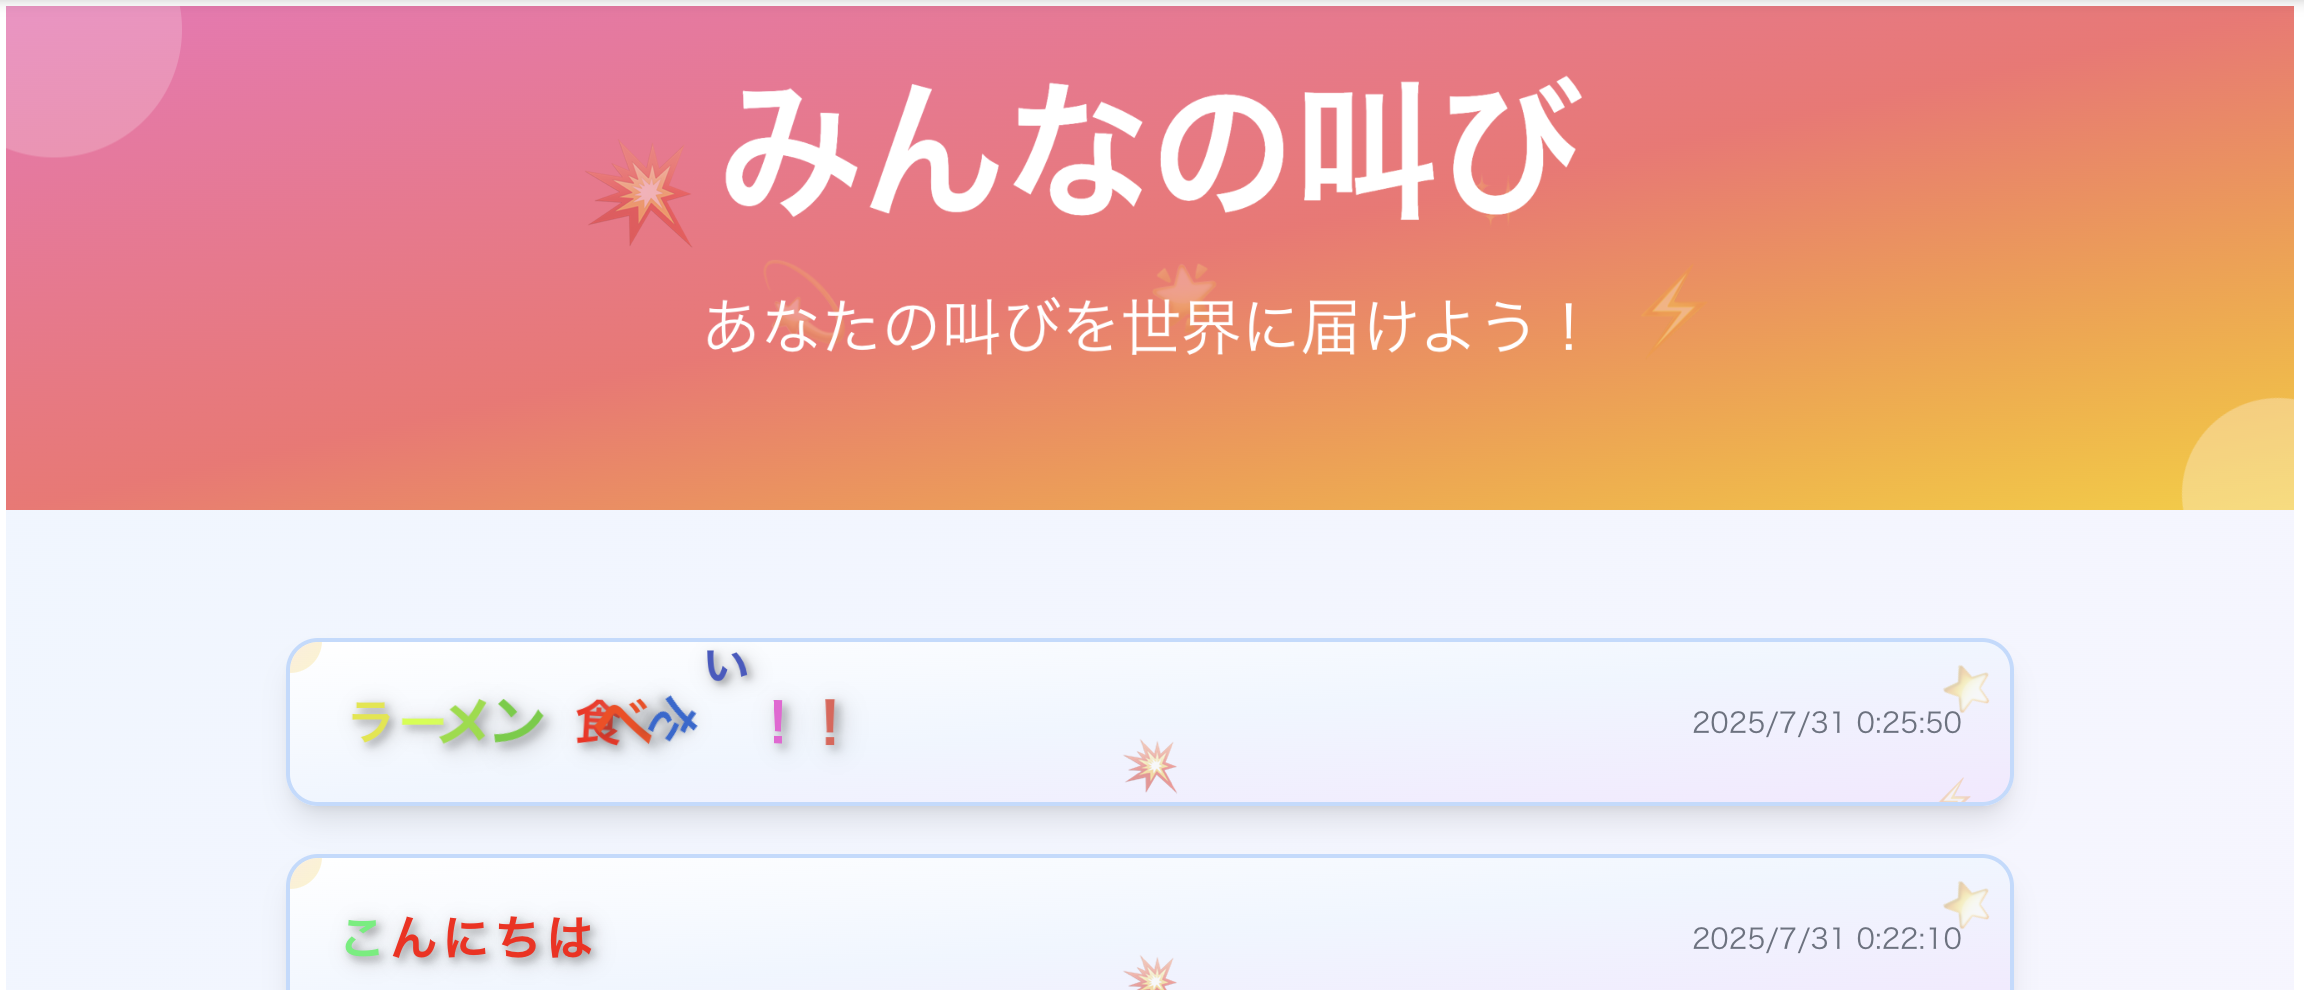 みんなの叫び
あなたの叫びを世界に届けよう！
ラーメン 食べたい！！
2025/7/31 0:25:50
こんにちは
2025/7/31 0:22:10